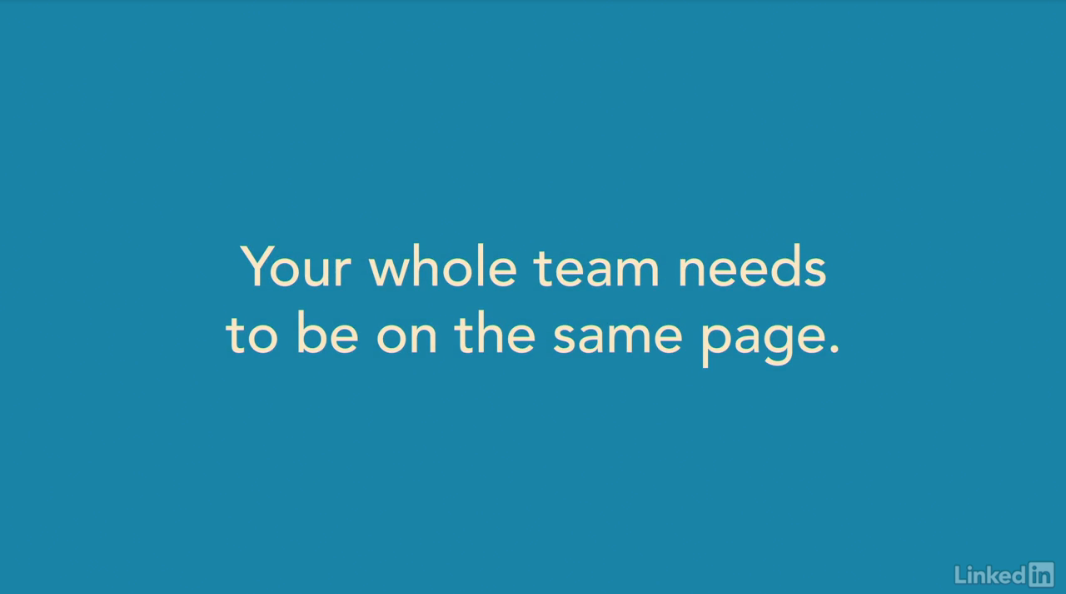 Your whole team needs
to be on the same page.
LinkedIn